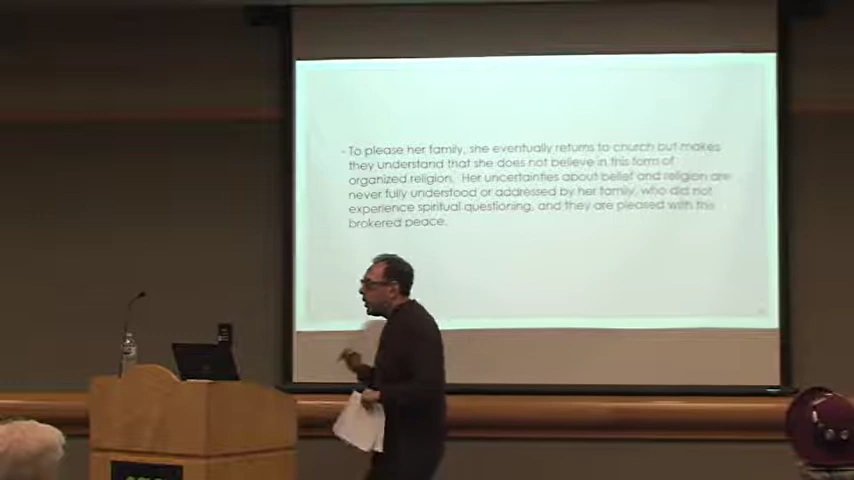 - To please her family, she eventually returns to church but makes
they understand that she does not believe in this form of
organized religion. Her uncertainties about belief and religion are
never fully understood or addressed by her family, who did not
experience spiritual questioning, and they are pleased with this
brokered peace.